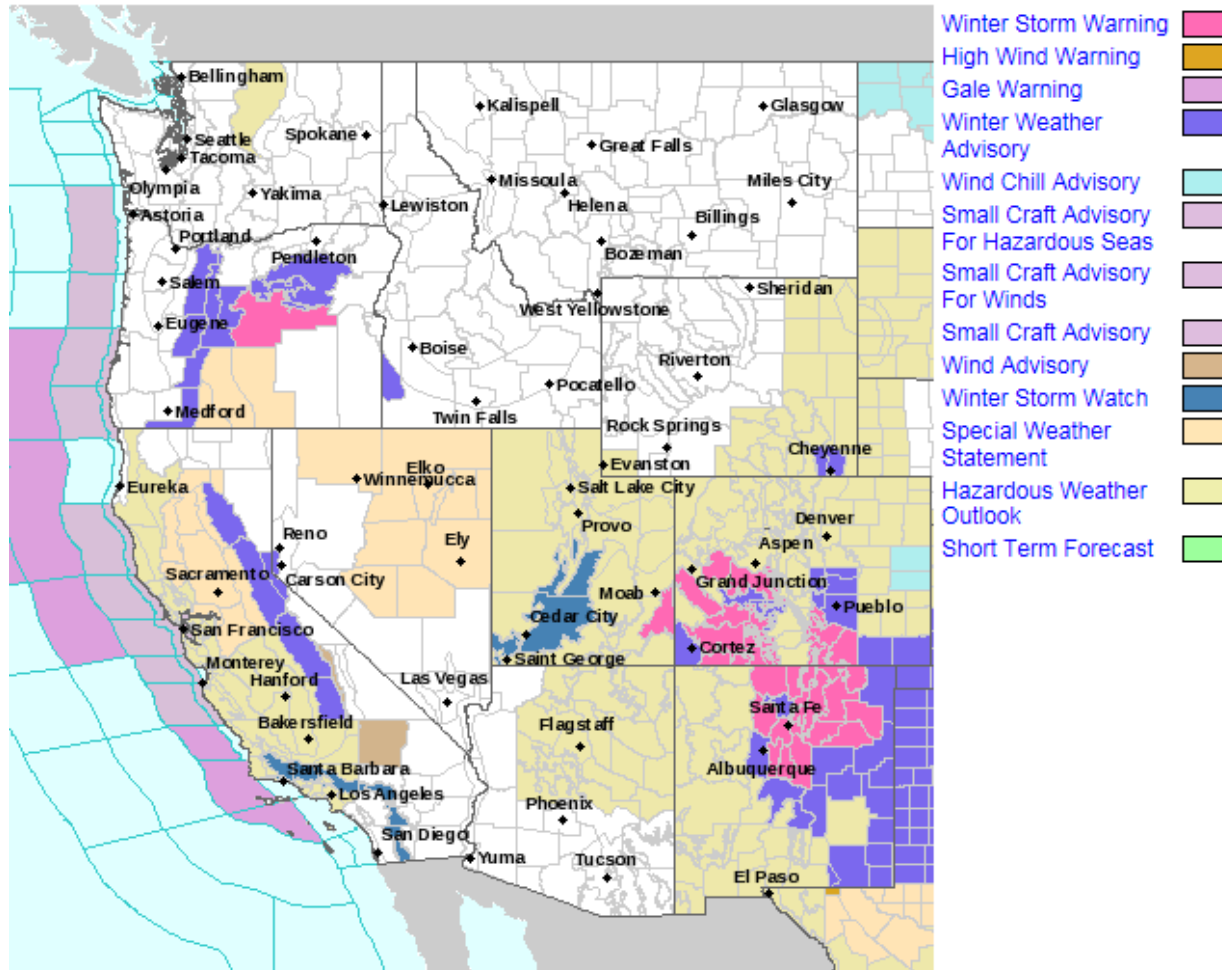 Winter Storm Warning
High Wind Warning
Gale Warning
Winter Weather
Advisory
Wind Chill Advisory
Small Craft Advisory
For Hazardous Seas
Small Craft Advisory
For Winds
Small Craft Advisory
Wind Advisory
Winter Storm Watch
Special Weather
Statement
Hazardous Weather
Outlook
Short Term Forecast
Bellingham
Kalispell
Glasgow
Seattle
Spokane
Great Falls
Tacoma
Olympia
Yakima
Missoula
Miles City
Lewiston
Helena
Astoria
Billings
Portland
Pendleton
Bozeman
Salem
Sheridan
West Yellowstone
Eugene
Boise
Riverton
Pocatello
Medford
Twin Falls
Rock Springs
Cheyenne
Elko
Evanston
Winnemucca
Eureka
Salt Lake City
Provo
Denver
Reno
Ely
Aspen
Sacramento
Carson City
Grand Junction
Moab
Cedar City
Pueblo
San Francisco
Cortez
Saint George
Monterey
Hanford
Las Vegas
Santa Fe
Bakersfield
Flagstaff
Santa Barbara
Albuquerque
Los Angeles
Phoenix
San Diego
Yuma
Tucson
El Paso